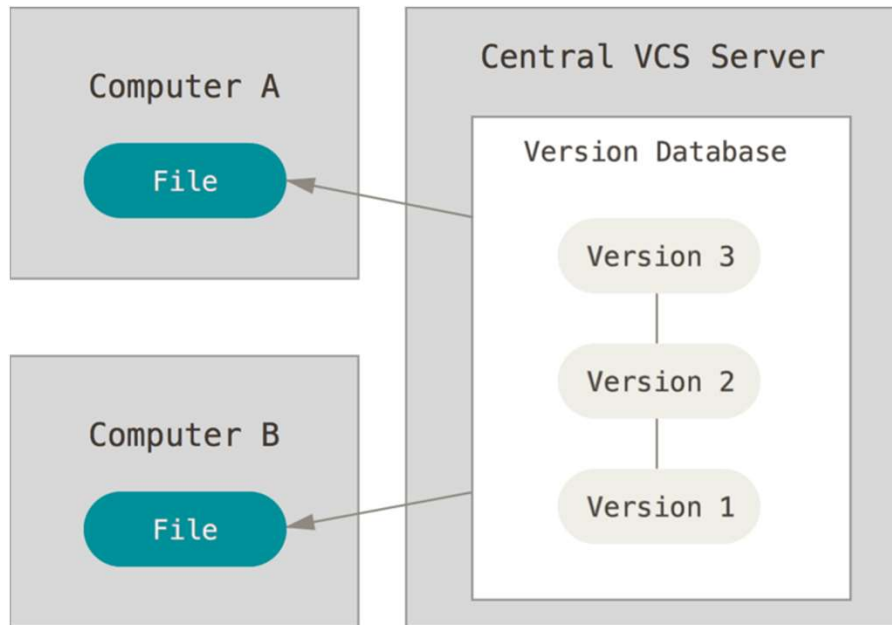 Computer A
File
Computer B
File
Central VCS Server
Version Database
Version 3
Version 2
Version 1